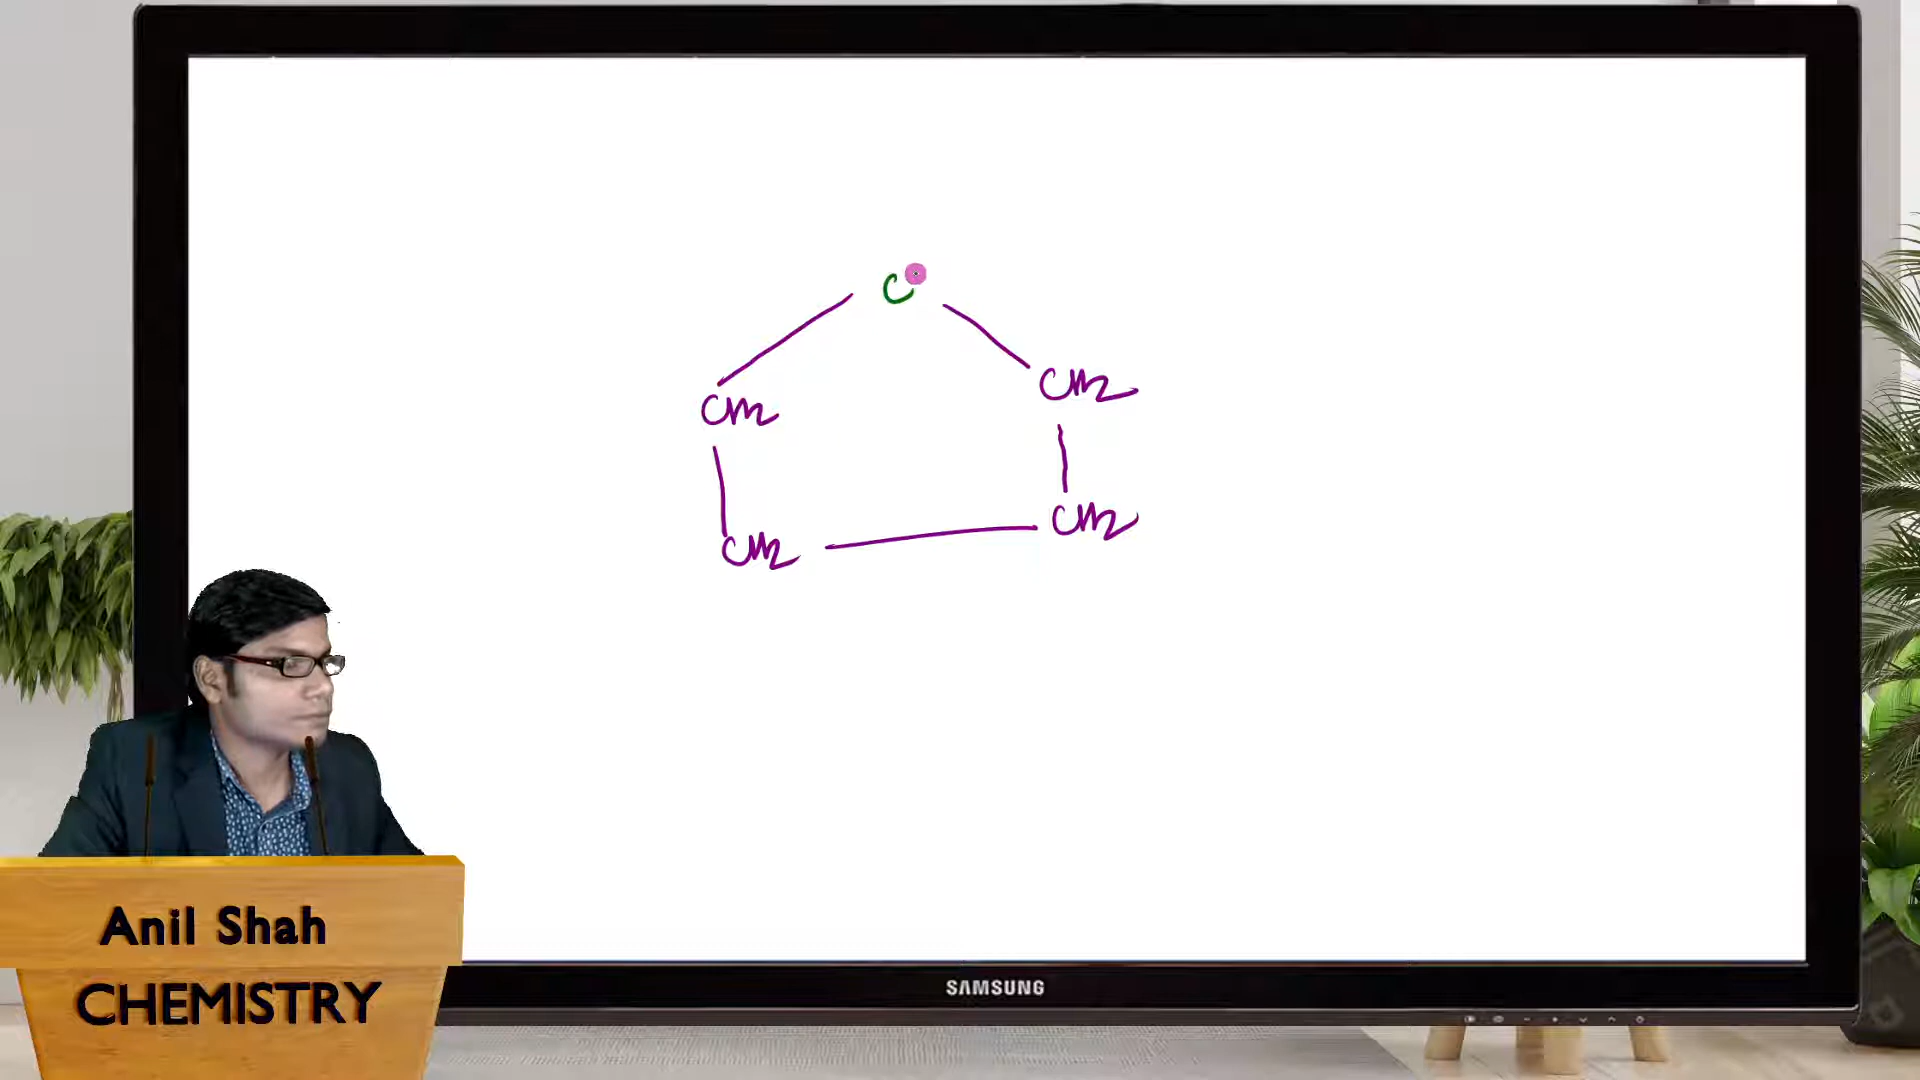 C
CH2
CH2
CH2
CH2
Anil Shah
CHEMISTRY
SAMSUNG